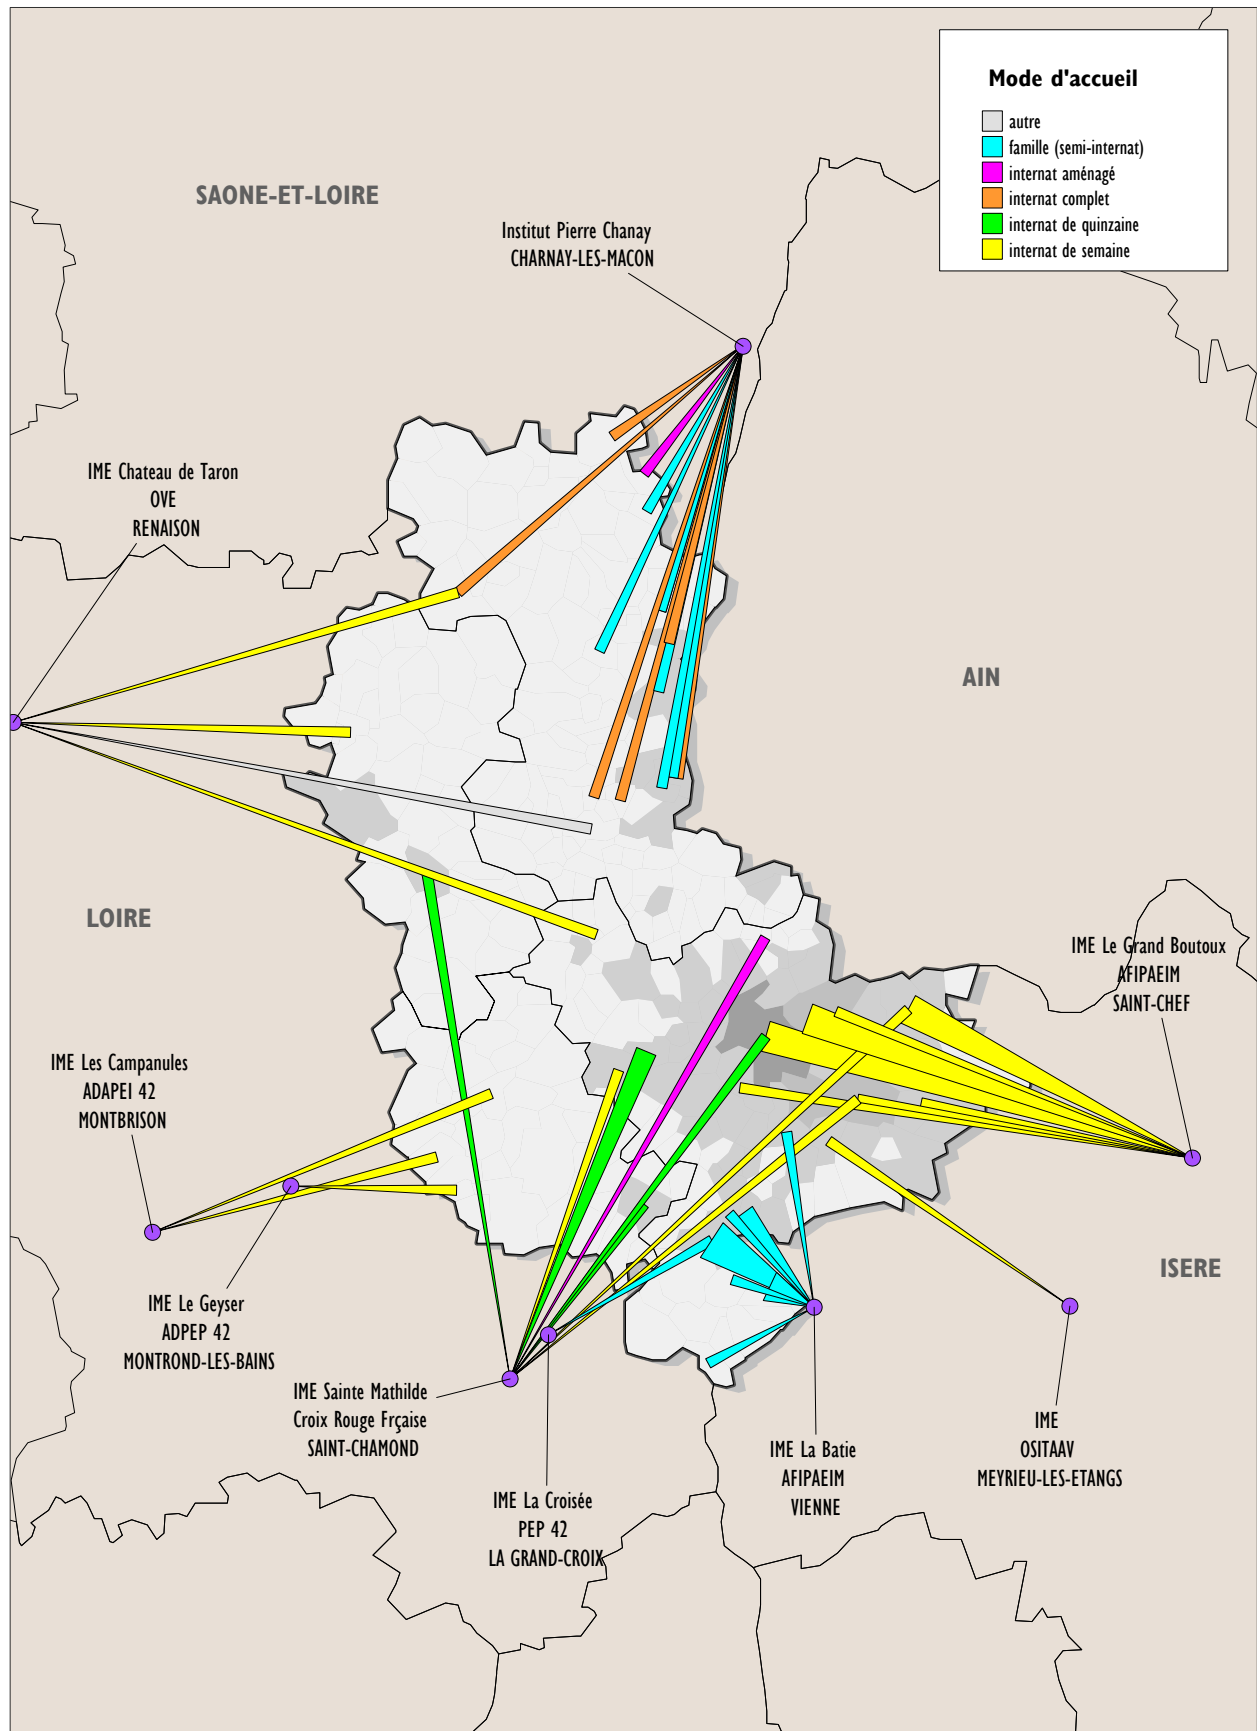 Mode d'accueil
autre
famille (semi-internat)
internat aménagé
internat complet
internat de quinzaine
internat de semaine
SAONE-ET-LOIRE
Institut Pierre Chanay
CHARNAY-LES-MACON
IME Chateau de Taron
OVE
RENAISON
AIN
LOIRE
IME Le Grand Boutoux
AFIPAEIM
SAINT-CHEF
IME Les Campanules
ADAPEI 42
MONTBRISON
ISERE
IME Le Geyser
ADPEP 42
MONTROND-LES-BAINS
IME Sainte Mathilde
Croix Rouge Frçaise
SAINT-CHAMOND
IME La Croisée
PEP 42
LA GRAND-CROIX
IME La Batie
AFIPAEIM
VIENNE
IME
OSITAAV
MEYRIEU-LES-ETANGS